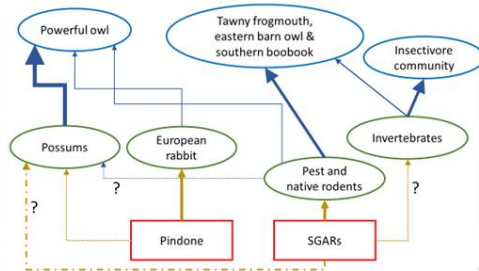 Powerful owl
Tawny frogmouth,
eastern barn owl &
southern boobook
Insectivore
community
Possums
European
rabbit
Invertebrates
Pest and
native rodents
?
?
?
Pindone
SGARs